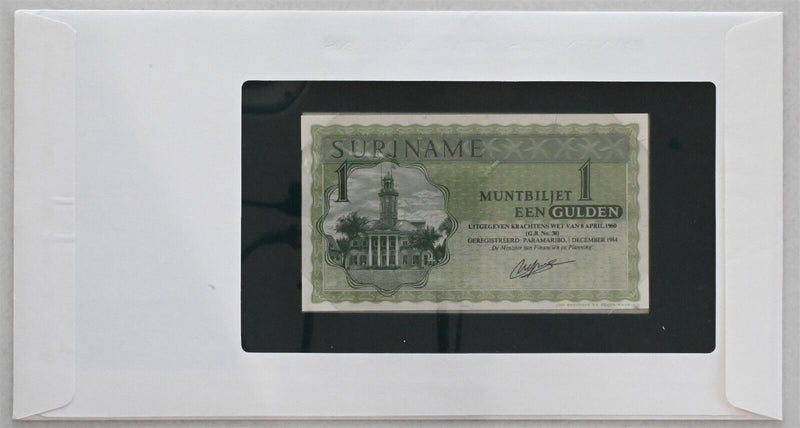 SURINAME
1
MUNTBILJET 1
EEN GULDEN
UITGEGEVEN KRACHTENS WET VAN 8 APRIL 1960
(G.B. No. 38)
GEREGISTREERD: PARAMARIBO, 1 DECEMBER 1984
De Minister van Financiën en Planning: